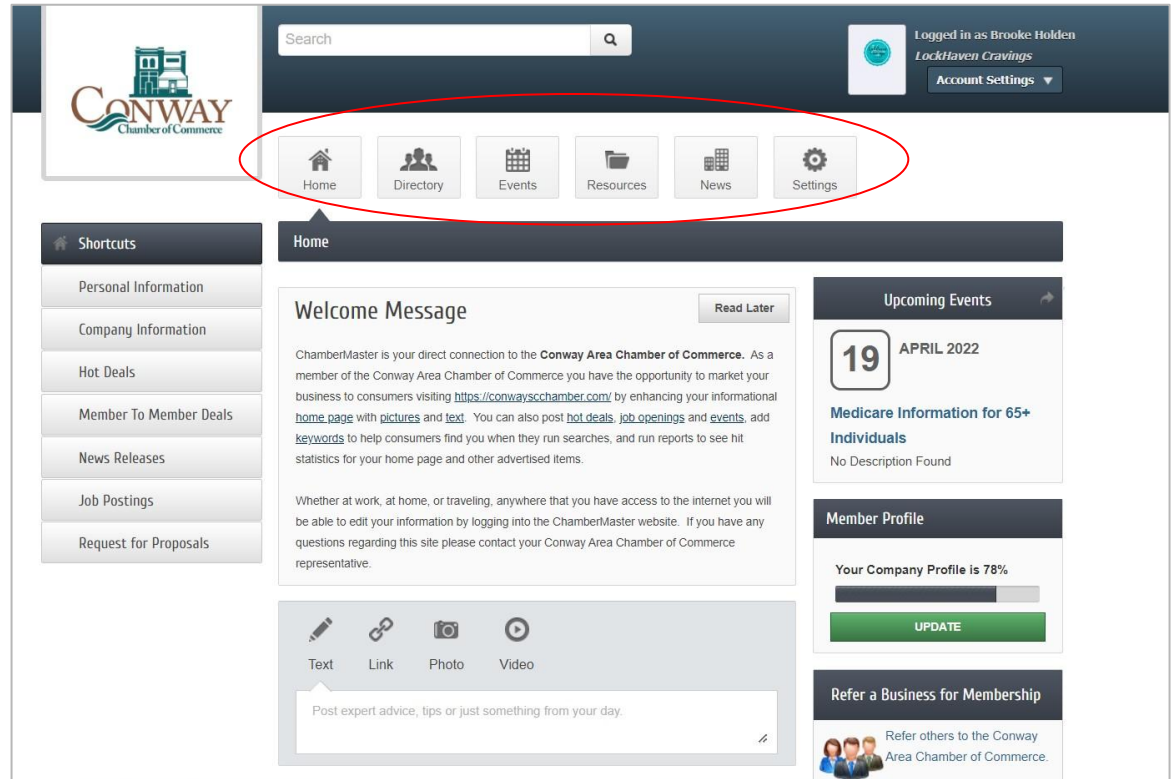 CONWAY
Chamber of Commerce
Search
Logged in as Brooke Holden
LockHaven Cravings
Account Settings
Home
Directory
Events
Resources
News
Settings
Shortcuts
Personal Information
Company Information
Hot Deals
Member To Member Deals
News Releases
Job Postings
Request for Proposals
Home
Welcome Message
Read Later
ChamberMaster is your direct connection to the Conway Area Chamber of Commerce. As a
member of the Conway Area Chamber of Commerce you have the opportunity to market your
business to consumers visiting https://conwayscchamber.com/ by enhancing your informational
home page with pictures and text. You can also post hot deals, job openings and events, add
keywords to help consumers find you when they run searches, and run reports to see hit
statistics for your home page and other advertised items.
Whether at work, at home, or traveling, anywhere that you have access to the internet you will
be able to edit your information by logging into the ChamberMaster website. If you have any
questions regarding this site please contact your Conway Area Chamber of Commerce
representative.
Text
Link
Photo
Video
Post expert advice, tips or just something from your day.
Upcoming Events
19
APRIL 2022
Medicare Information for 65+
Individuals
No Description Found
Member Profile
Your Company Profile is 78%
UPDATE
Refer a Business for Membership
Refer others to the Conway
Area Chamber of Commerce.